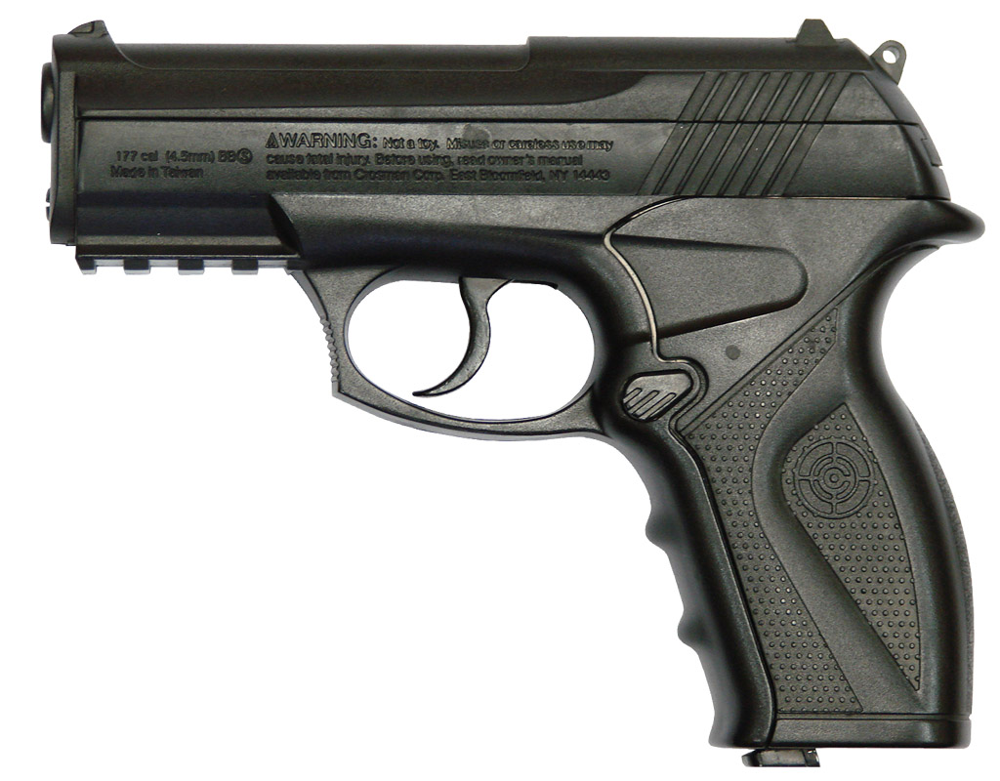 177 cal (4.5mm) BB Ⓢ
Made in Taiwan
⚠WARNING: Not a toy. Misuse or careless use may
cause fatal injury. Before using, read owner's manual
available from Crosman Corp. East Bloomfield, NY 14443